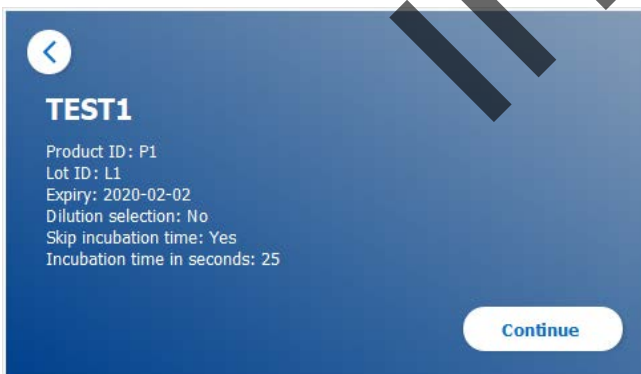 TEST1
Product ID: P1
Lot ID: L1
Expiry: 2020-02-02
Dilution selection: No
Skip incubation time: Yes
Incubation time in seconds: 25
Continue